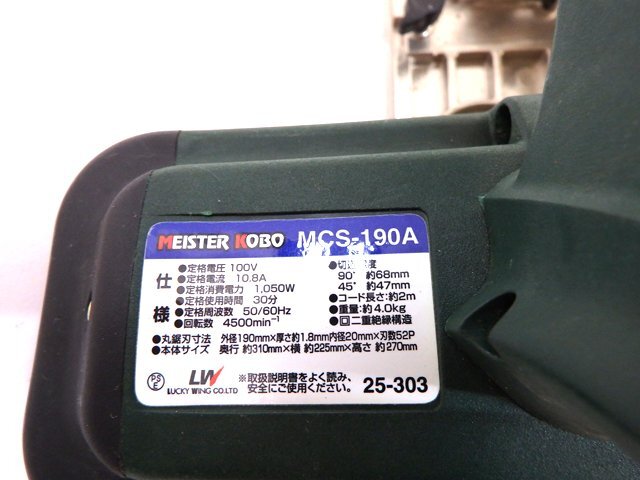 MEISTER KOBO MCS-190A
仕様
●定格電圧 100V
●定格電流 10.8A
●定格消費電力 1,050W
●定格使用時間 30分
●定格周波数 50/60Hz
●回転数 4500min⁻¹
●切込深度
90° 約68mm
45° 約47mm
●コード長さ:約2m
●重量:約4.0kg
●回二重絶縁構造
●丸鋸刃寸法 外径190mm×厚さ約1.8mm内径20mm×刃数52P
●本体サイズ 奥行 約310mm×横 約225mm×高さ 約270mm
PSE
LW
LUCKY WING CO.LTD
※取扱説明書をよく読み、
安全にご使用ください。
25-303